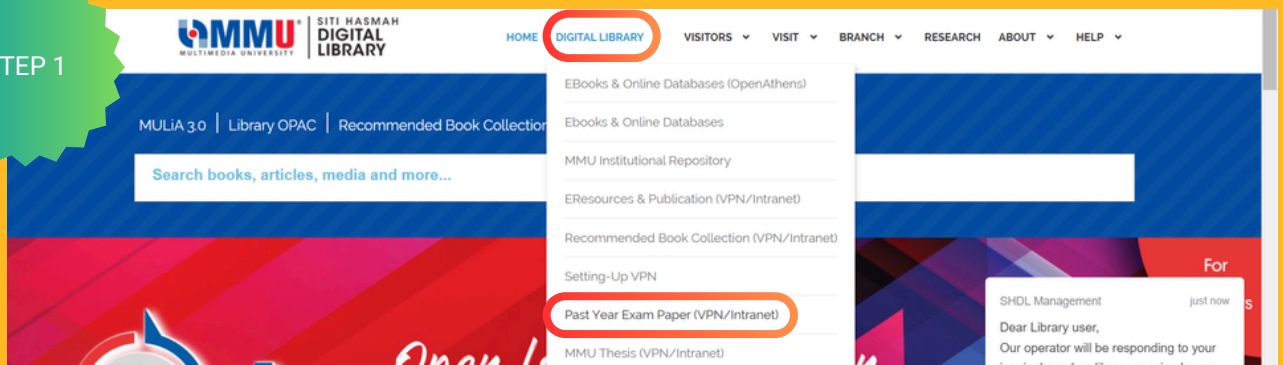 TEP 1
MMU
MULTIMEDIA UNIVERSITY
SITI HASMAH
DIGITAL
LIBRARY
HOME DIGITAL LIBRARY VISITORS VISIT BRANCH RESEARCH ABOUT HELP
EBooks & Online Databases (OpenAthens)
Ebooks & Online Databases
MMU Institutional Repository
EResources & Publication (VPN/Intranet)
Recommended Book Collection (VPN/Intranet)
Setting-Up VPN
Past Year Exam Paper (VPN/Intranet)
MMU Thesis (VPN/Intranet)
MULiA 3.0 | Library OPAC | Recommended Book Collection
Search books, articles, media and more...
Open
For
SHDL Management just now
Dear Library user,
Our operator will be responding to your